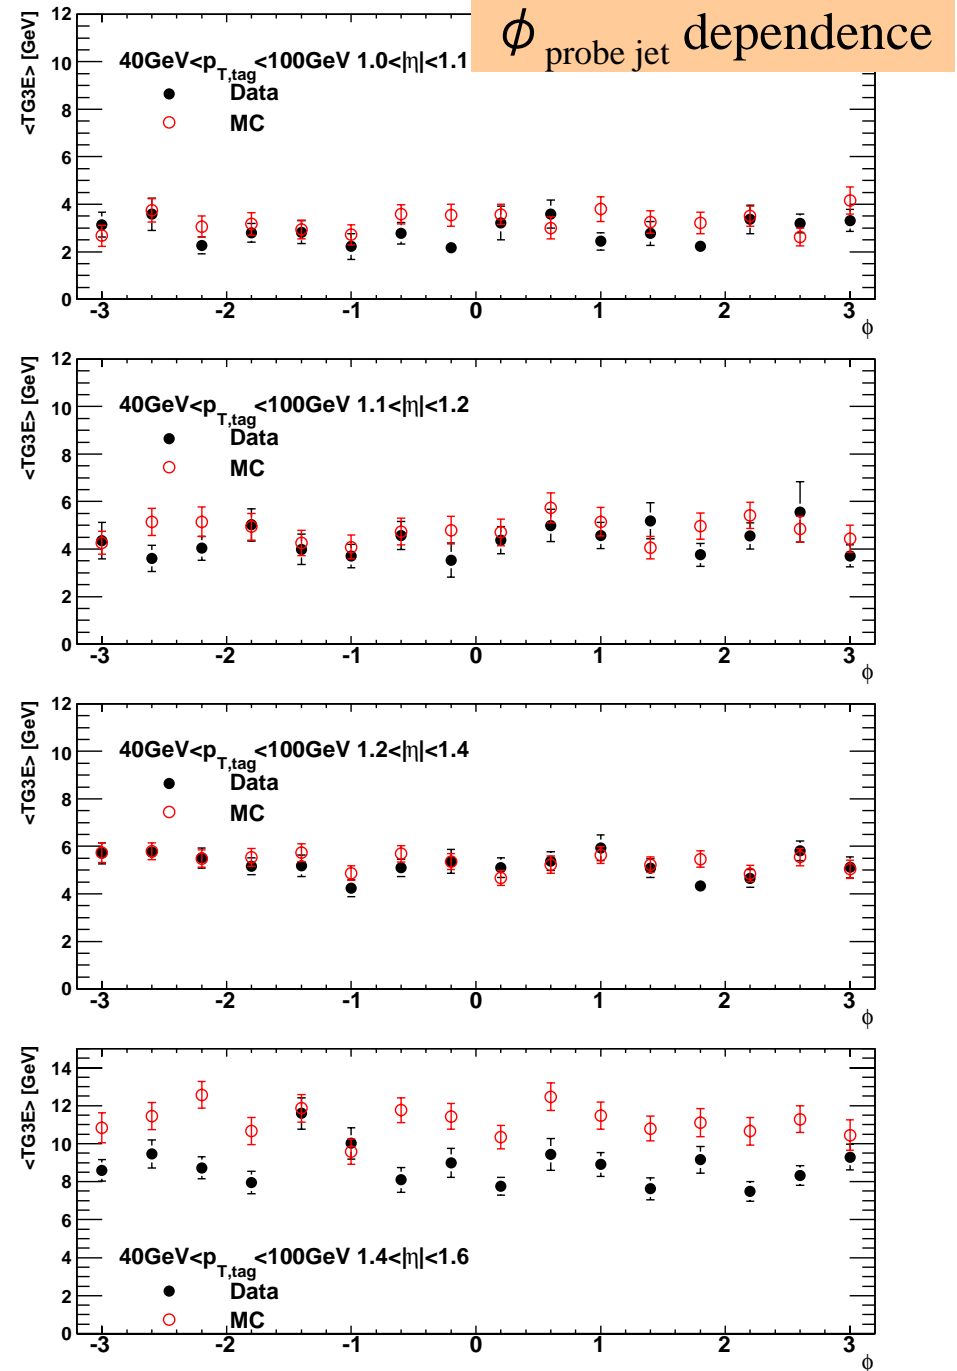 ϕ probe jet dependence
<TG3E> [GeV]
12
10
8
6
4
2
0
40GeV<p_T,tag<100GeV 1.0<|η|<1.1
Data
MC
-3 -2 -1 0 1 2 3
ϕ
<TG3E> [GeV]
12
10
8
6
4
2
0
40GeV<p_T,tag<100GeV 1.1<|η|<1.2
Data
MC
-3 -2 -1 0 1 2 3
ϕ
<TG3E> [GeV]
12
10
8
6
4
2
0
40GeV<p_T,tag<100GeV 1.2<|η|<1.4
Data
MC
-3 -2 -1 0 1 2 3
ϕ
<TG3E> [GeV]
14
12
10
8
6
4
2
0
40GeV<p_T,tag<100GeV 1.4<|η|<1.6
Data
MC
-3 -2 -1 0 1 2 3
ϕ